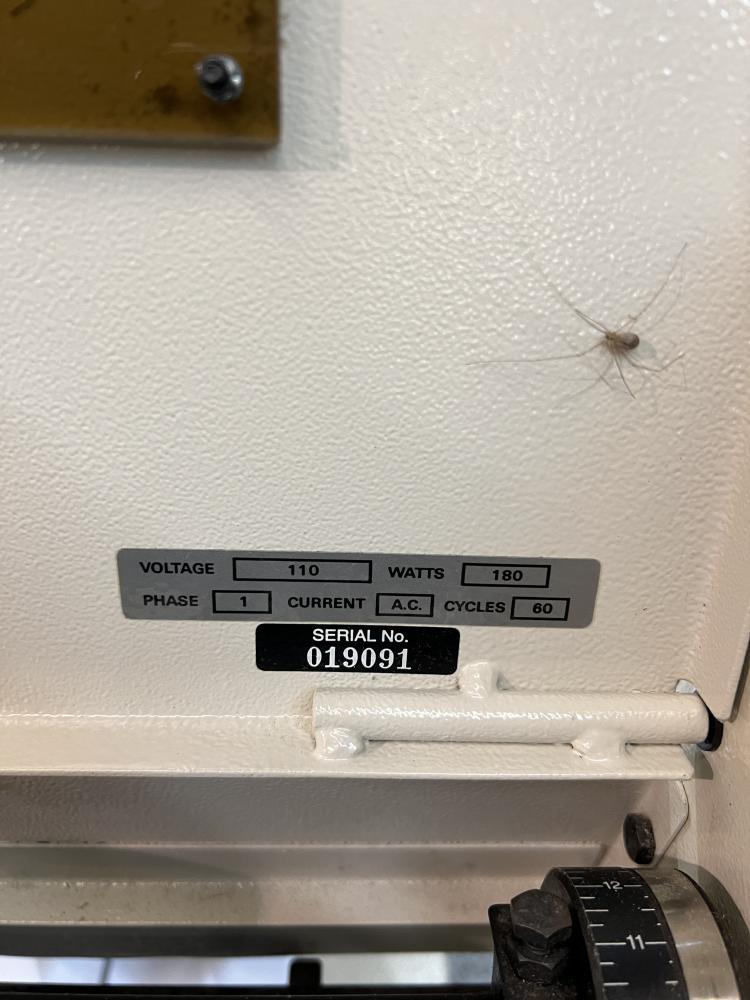 VOLTAGE 110 WATTS 180
PHASE 1 CURRENT A.C. CYCLES 60
SERIAL No.
019091
12
11